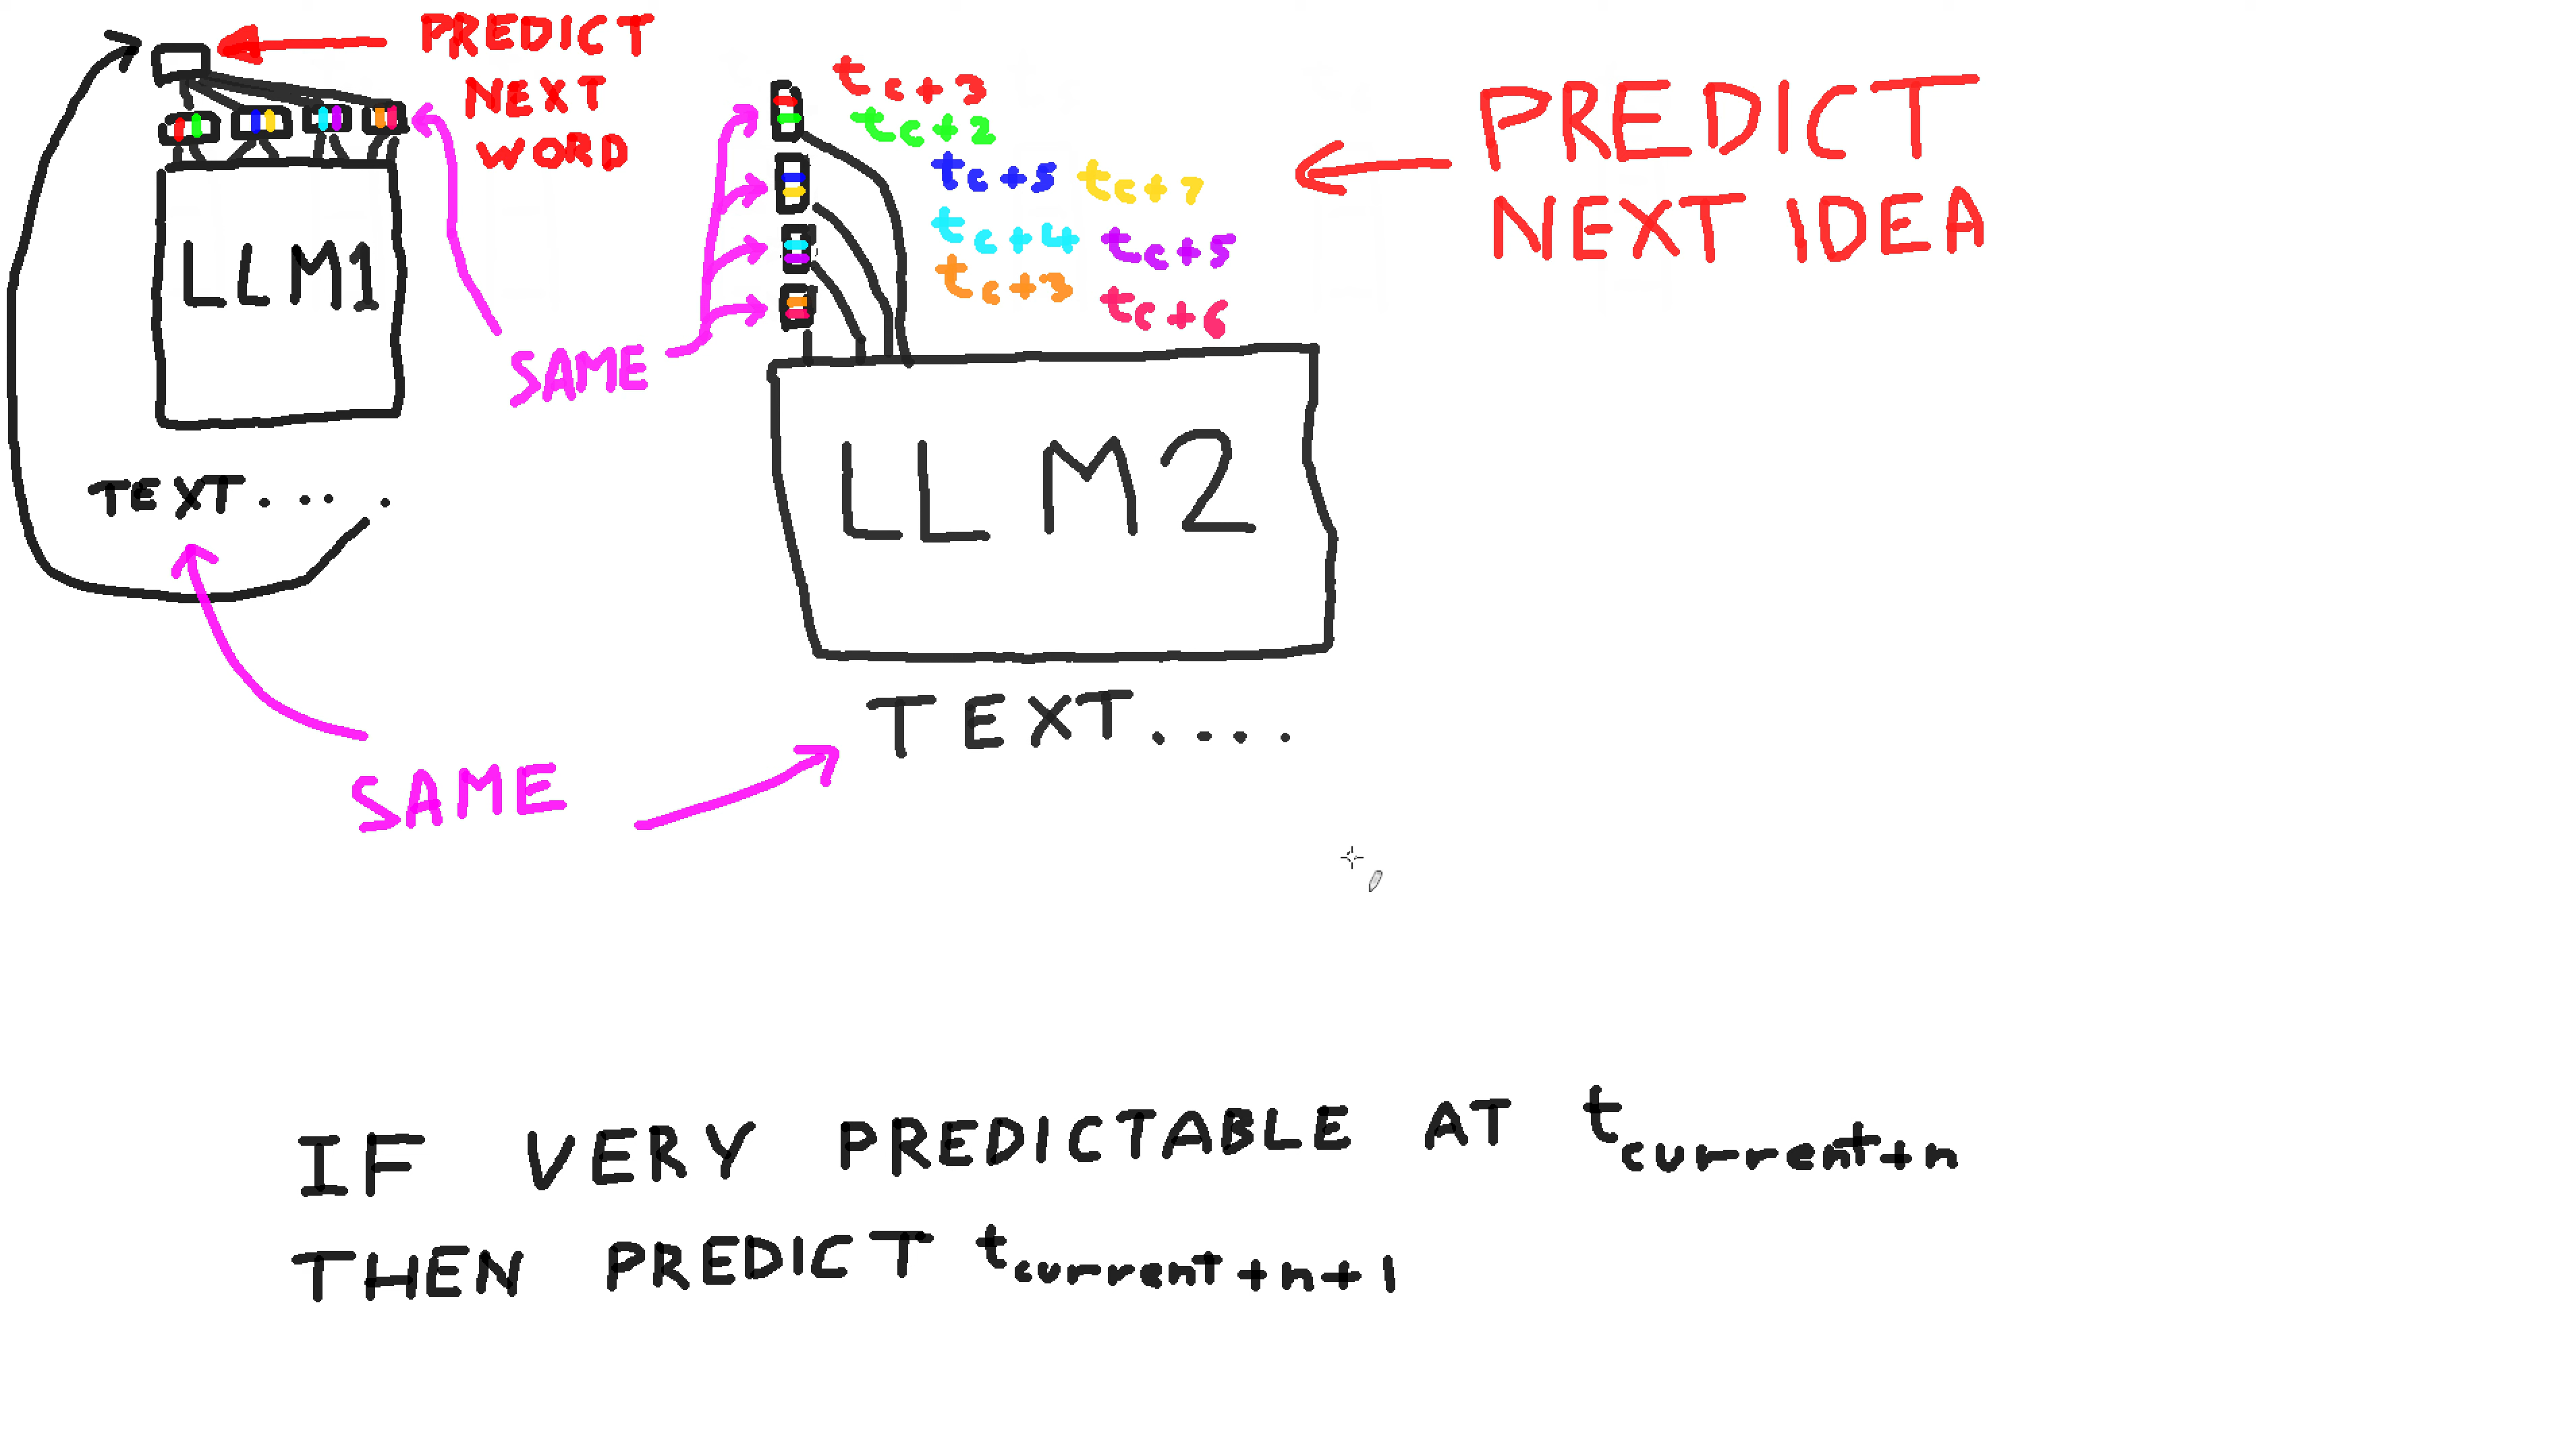 PREDICT
NEXT
WORD
LLM1
TEXT.....
SAME
tc+3
tc+2
tc+5 tc+7
tc+4 tc+5
tc+3 tc+6
PREDICT
NEXT IDEA
LLM2
TEXT....
SAME
IF VERY PREDICTABLE AT tcurrent+n
THEN PREDICT tcurrent+n+1